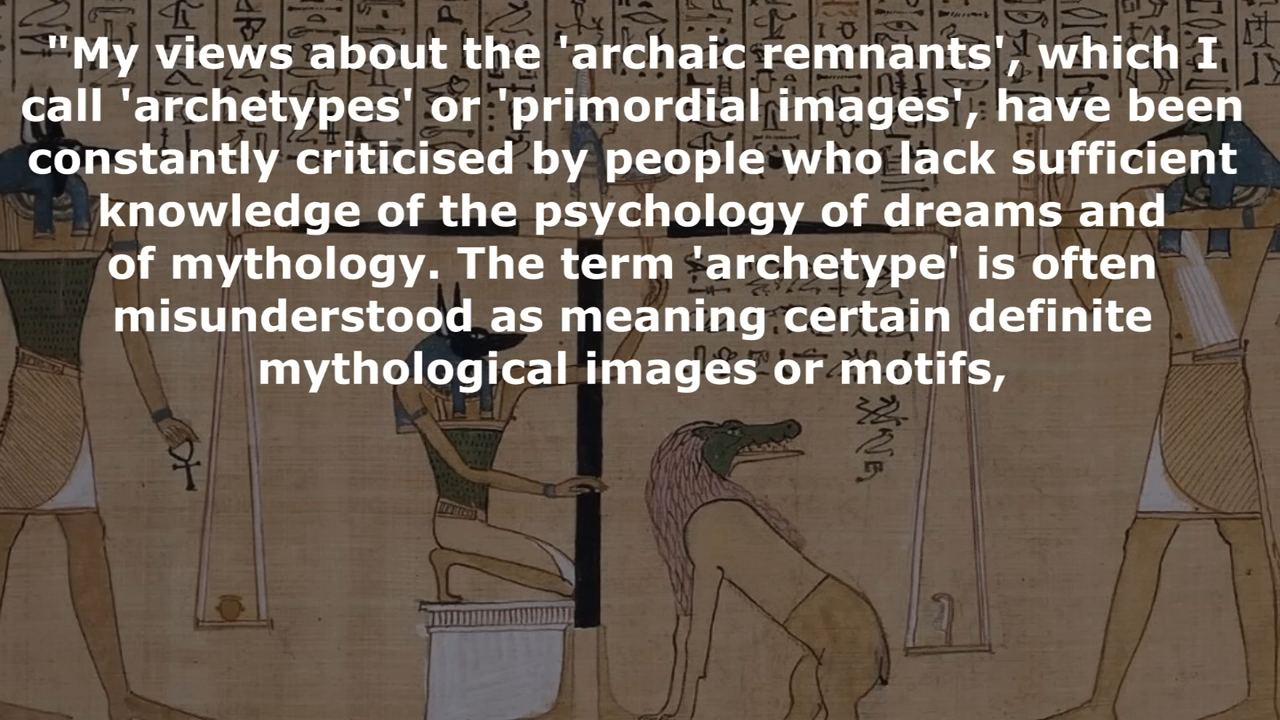 "My views about the 'archaic remnants', which I
call 'archetypes' or 'primordial images', have been
constantly criticised by people who lack sufficient
knowledge of the psychology of dreams and
of mythology. The term 'archetype' is often
misunderstood as meaning certain definite
mythological images or motifs,